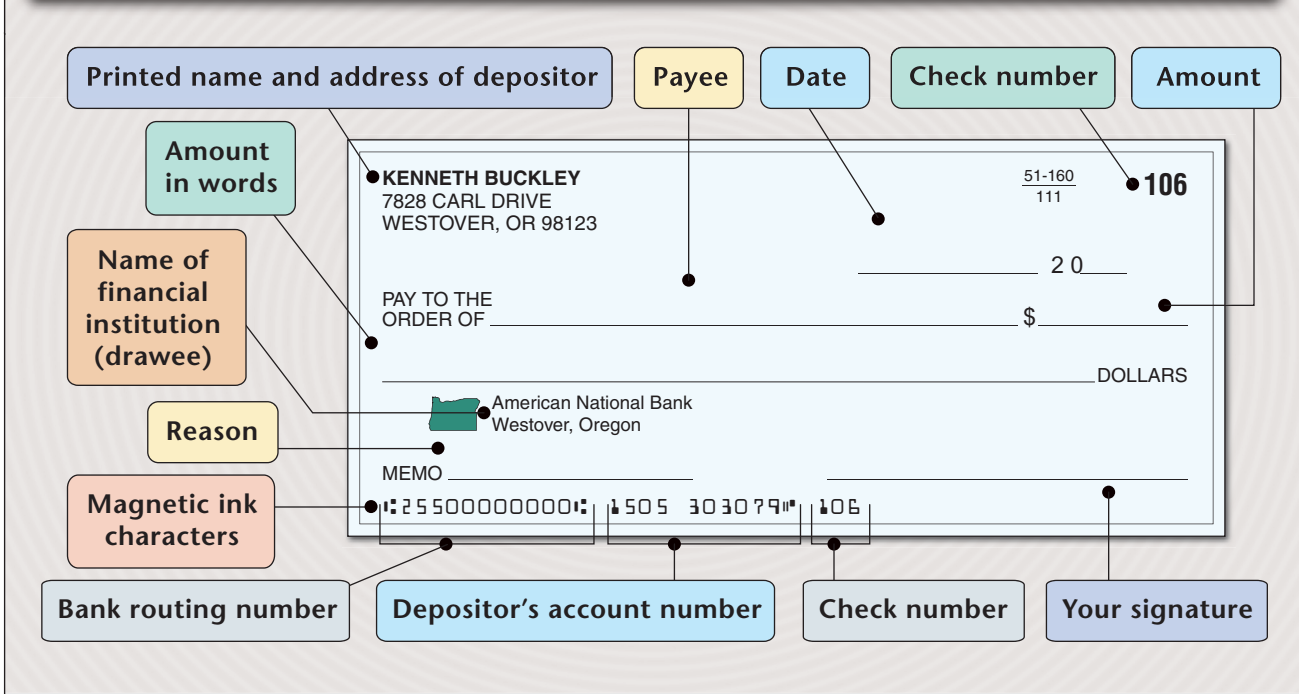 Printed name and address of depositor
Payee
Date
Check number
Amount
Amount
in words
Name of
financial
institution
(drawee)
Reason
Magnetic ink
characters
KENNETH BUCKLEY
7828 CARL DRIVE
WESTOVER, OR 98123
51-160
111
106
20
PAY TO THE
ORDER OF $
DOLLARS
American National Bank
Westover, Oregon
MEMO
⑆25500000000⑆ 1505 303079⑈ 106
Bank routing number
Depositor's account number
Check number
Your signature